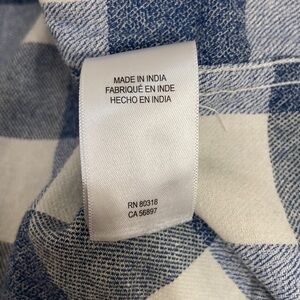 MADE IN INDIA
FABRIQUÉ EN INDE
HECHO EN INDIA
RN 80318
CA 56897